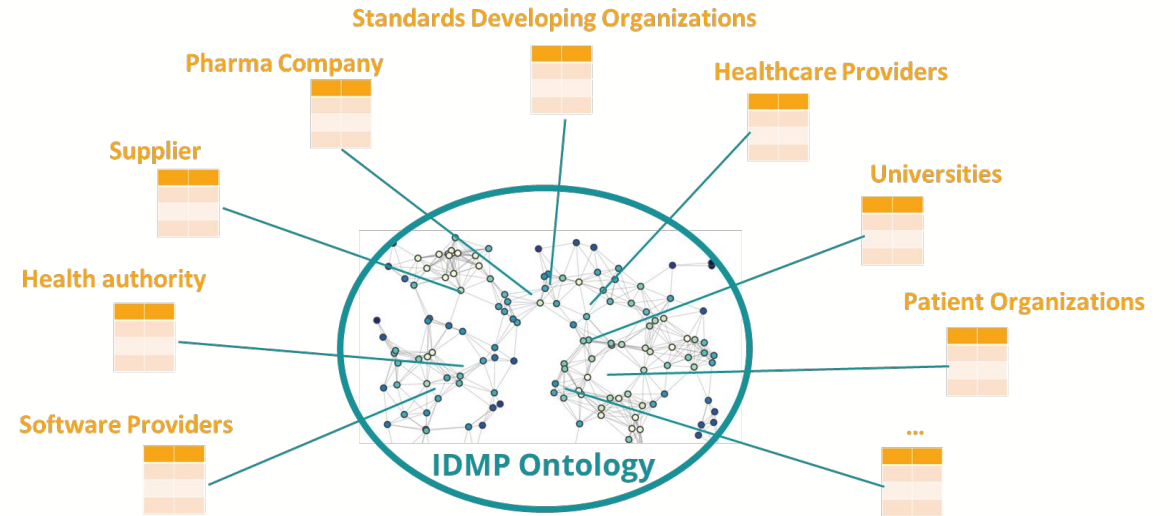 Standards Developing Organizations
Pharma Company
Healthcare Providers
Supplier
Universities
Health authority
Patient Organizations
Software Providers
...
IDMP Ontology